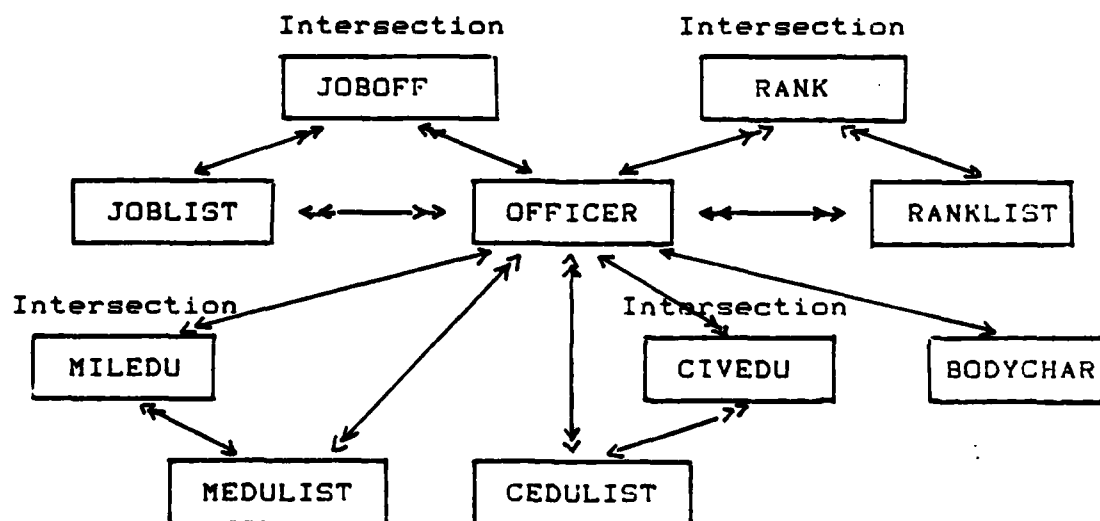 Intersection Intersection
JOBOFF RANK
JOBLIST OFFICER RANKLIST
Intersection Intersection
MILEDU CIVEDU BODYCHAR
MEDULIST CEDULIST